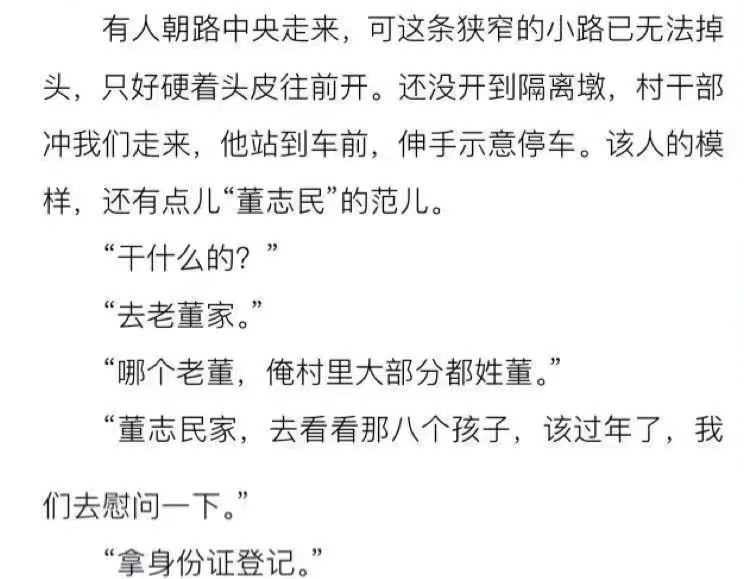 有人朝路中央走来，可这条狭窄的小路已无法掉
头，只好硬着头皮往前开。还没开到隔离墩，村干部
冲我们走来，他站到车前，伸手示意停车。该人的模
样，还有点儿“董志民”的范儿。
“干什么的？”
“去老董家。”
“哪个老董，俺村里大部分都姓董。”
“董志民家，去看看那八个孩子，该过年了，我
们去慰问一下。”
“拿身份证登记。”